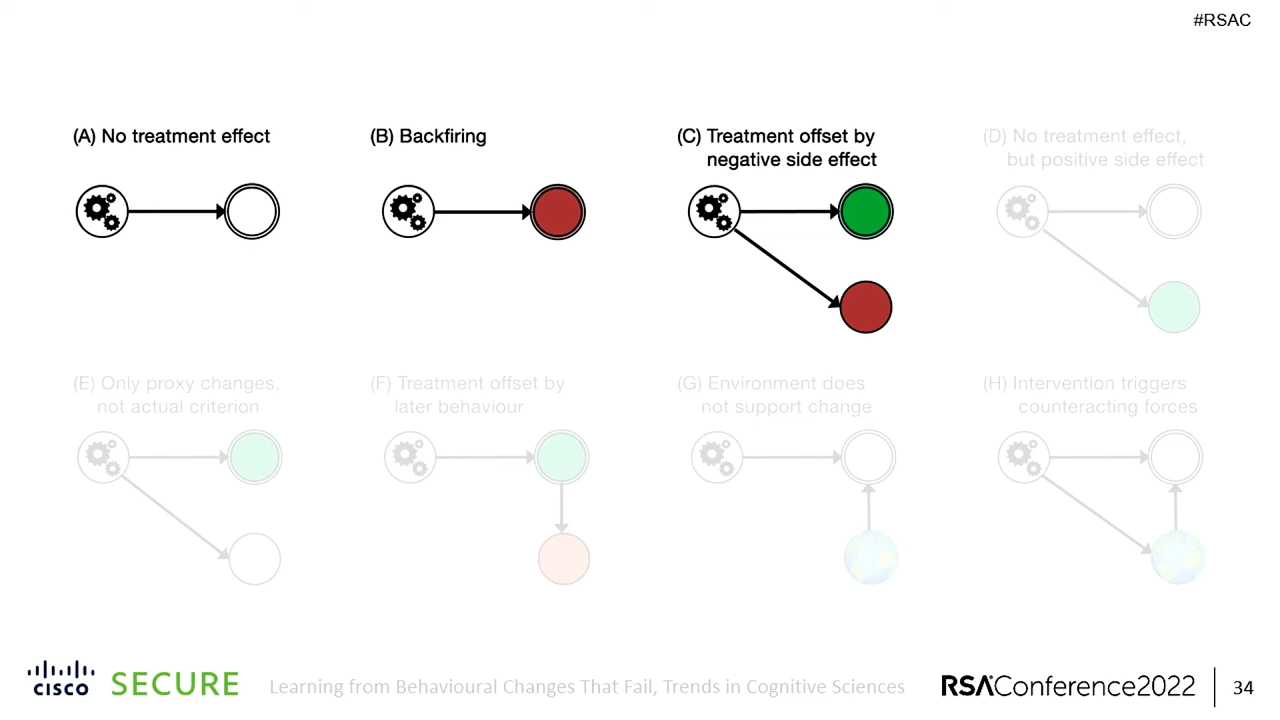 #RSAC
(A) No treatment effect
(B) Backfiring
(C) Treatment offset by
negative side effect
(D) No treatment effect,
but positive side effect
(E) Only proxy changes,
not actual criterion
(F) Treatment offset by
later behaviour
(G) Environment does
not support change
(H) Intervention triggers
counteracting forces
CISCO SECURE
Learning from Behavioural Changes That Fail, Trends in Cognitive Sciences
RSAConference2022
34